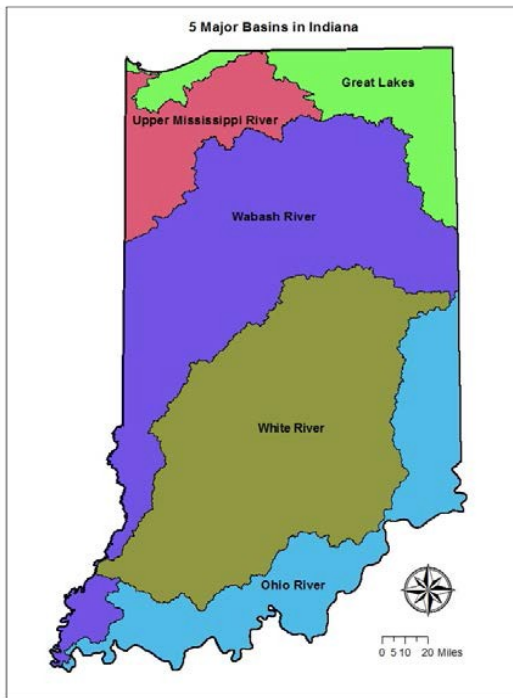 5 Major Basins in Indiana
Great Lakes
Upper Mississippi River
Wabash River
White River
Ohio River
0 5 10 20 Miles